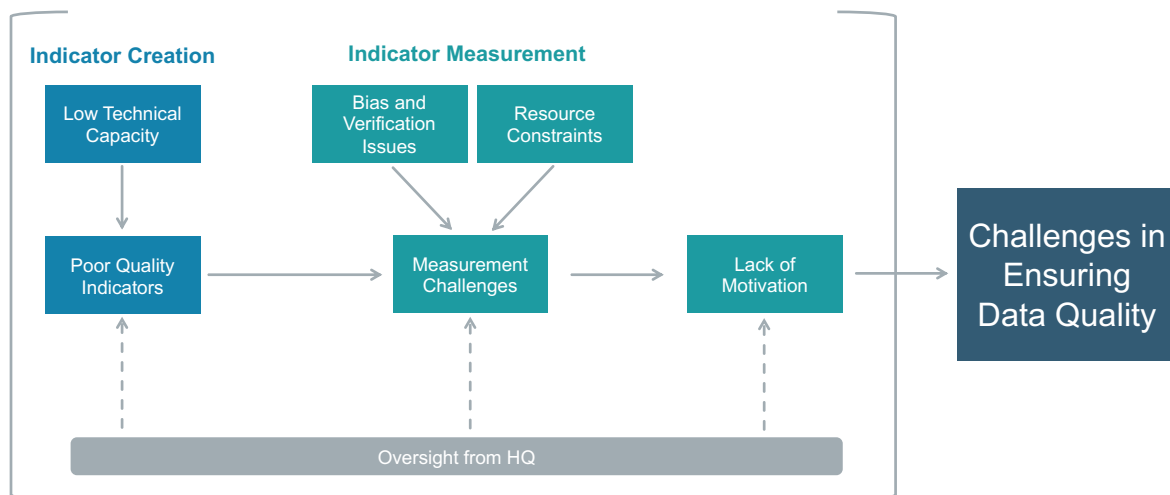 Indicator Creation
Indicator Measurement
Low Technical
Capacity
Bias and
Verification
Issues
Resource
Constraints
Poor Quality
Indicators
Measurement
Challenges
Lack of
Motivation
Challenges in
Ensuring
Data Quality
Oversight from HQ